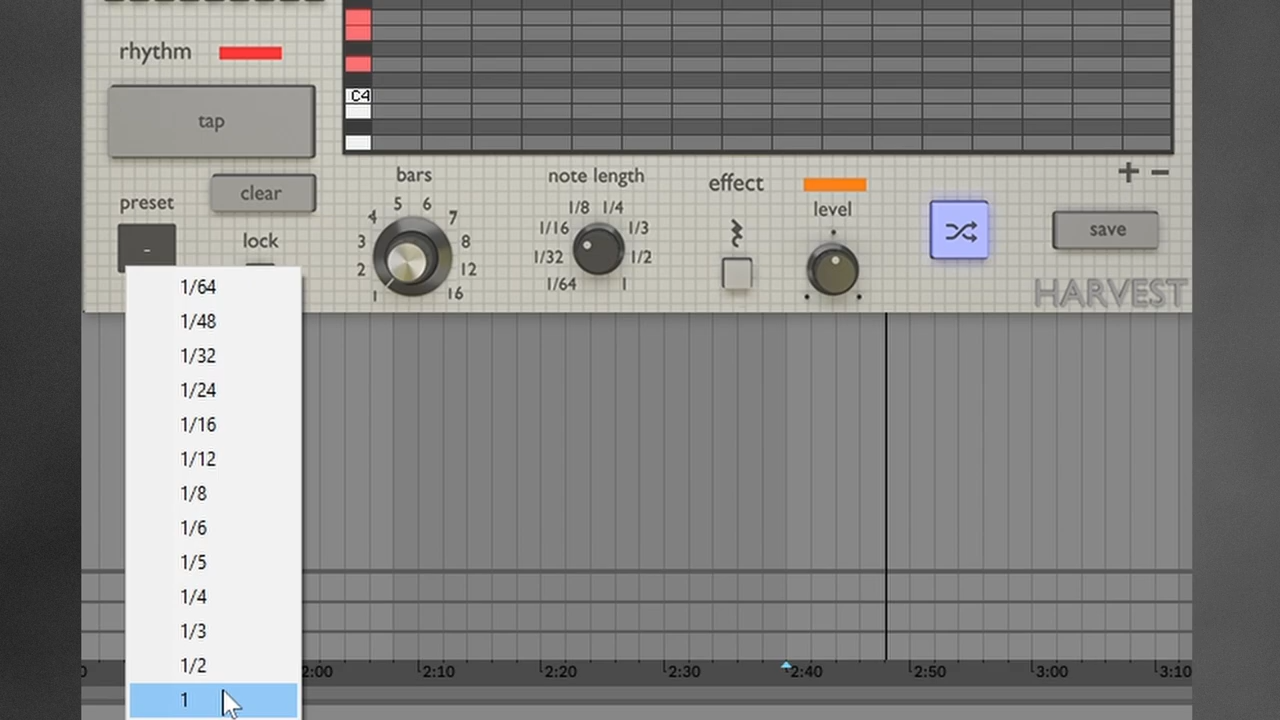 rhythm
tap
clear
preset
-
lock
C4
bars
1 2 3 4 5 6 7 8 12 16
note length
1/64 1/32 1/16 1/8 1/4 1/3 1/2 1
effect
level
+ -
save
HARVEST
1/64
1/48
1/32
1/24
1/16
1/12
1/8
1/6
1/5
1/4
1/3
1/2
1
0 2:00 2:10 2:20 2:30 2:40 2:50 3:00 3:10